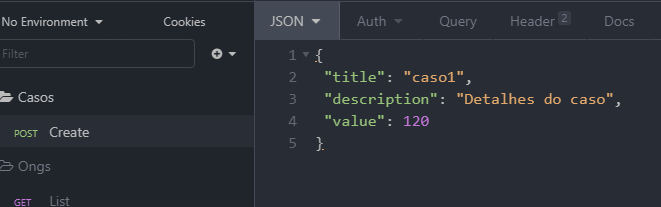 No Environment
Cookies
Filter
Casos
POST Create
Ongs
GET List
JSON Auth Query Header 2 Docs
1 {
2 "title": "caso1",
3 "description": "Detalhes do caso",
4 "value": 120
5 }